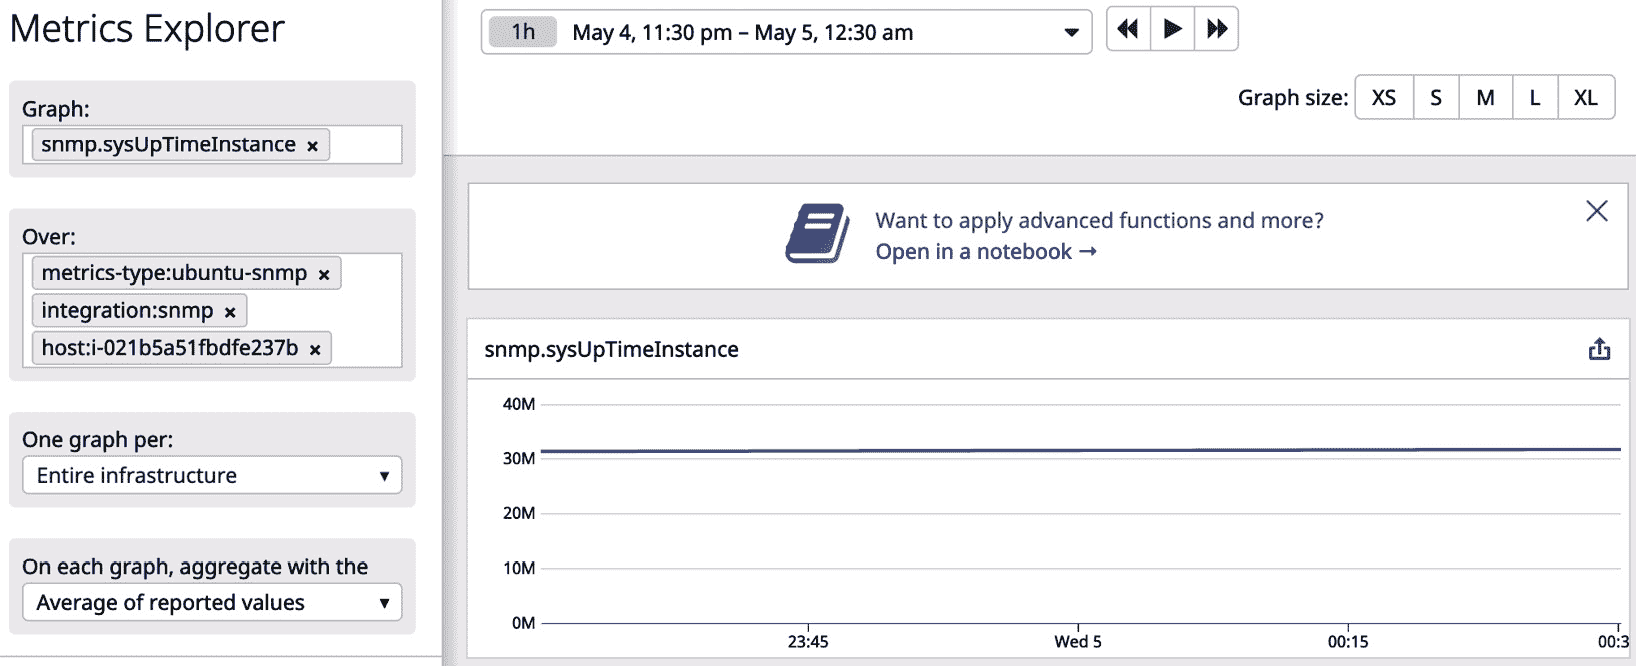 Metrics Explorer
Graph:
snmp.sysUpTimeInstance ×
Over:
metrics-type:ubuntu-snmp ×
integration:snmp ×
host:i-021b5a51fbdfe237b ×
One graph per:
Entire infrastructure
On each graph, aggregate with the
Average of reported values
1h May 4, 11:30 pm – May 5, 12:30 am
Graph size: XS S M L XL
Want to apply advanced functions and more?
Open in a notebook →
snmp.sysUpTimeInstance
40M
30M
20M
10M
0M
23:45 Wed 5 00:15 00:3